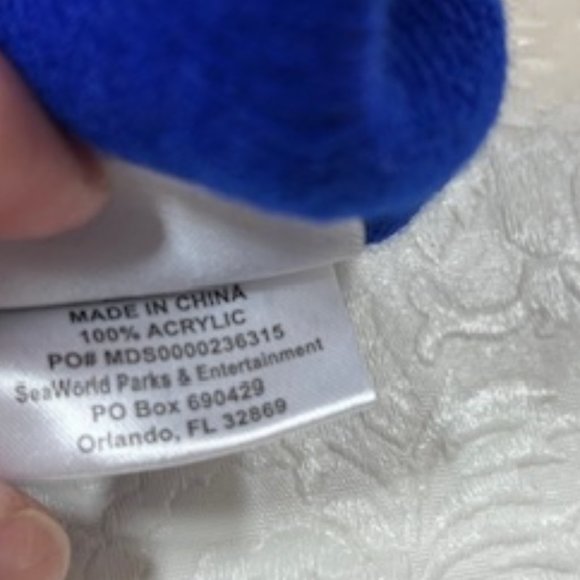 MADE IN CHINA
100% ACRYLIC
PO# MDS0000236315
SeaWorld Parks & Entertainment
PO Box 690429
Orlando, FL 32869